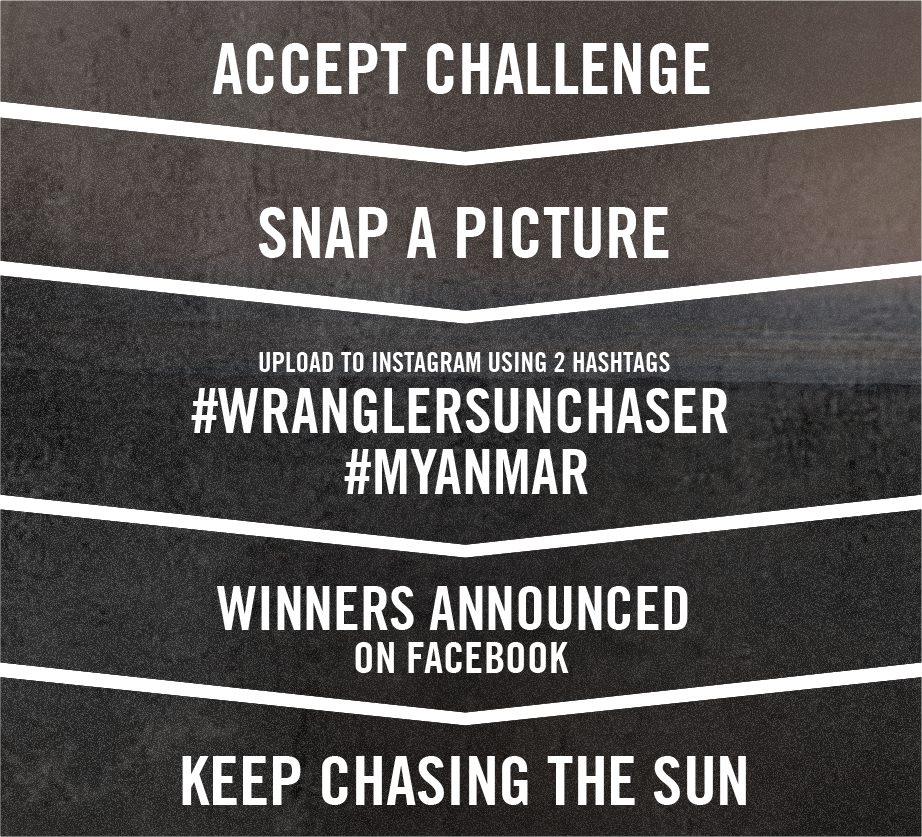 ACCEPT CHALLENGE
SNAP A PICTURE
UPLOAD TO INSTAGRAM USING 2 HASHTAGS
#WRANGLERSUNCHASER
#MYANMAR
WINNERS ANNOUNCED
ON FACEBOOK
KEEP CHASING THE SUN